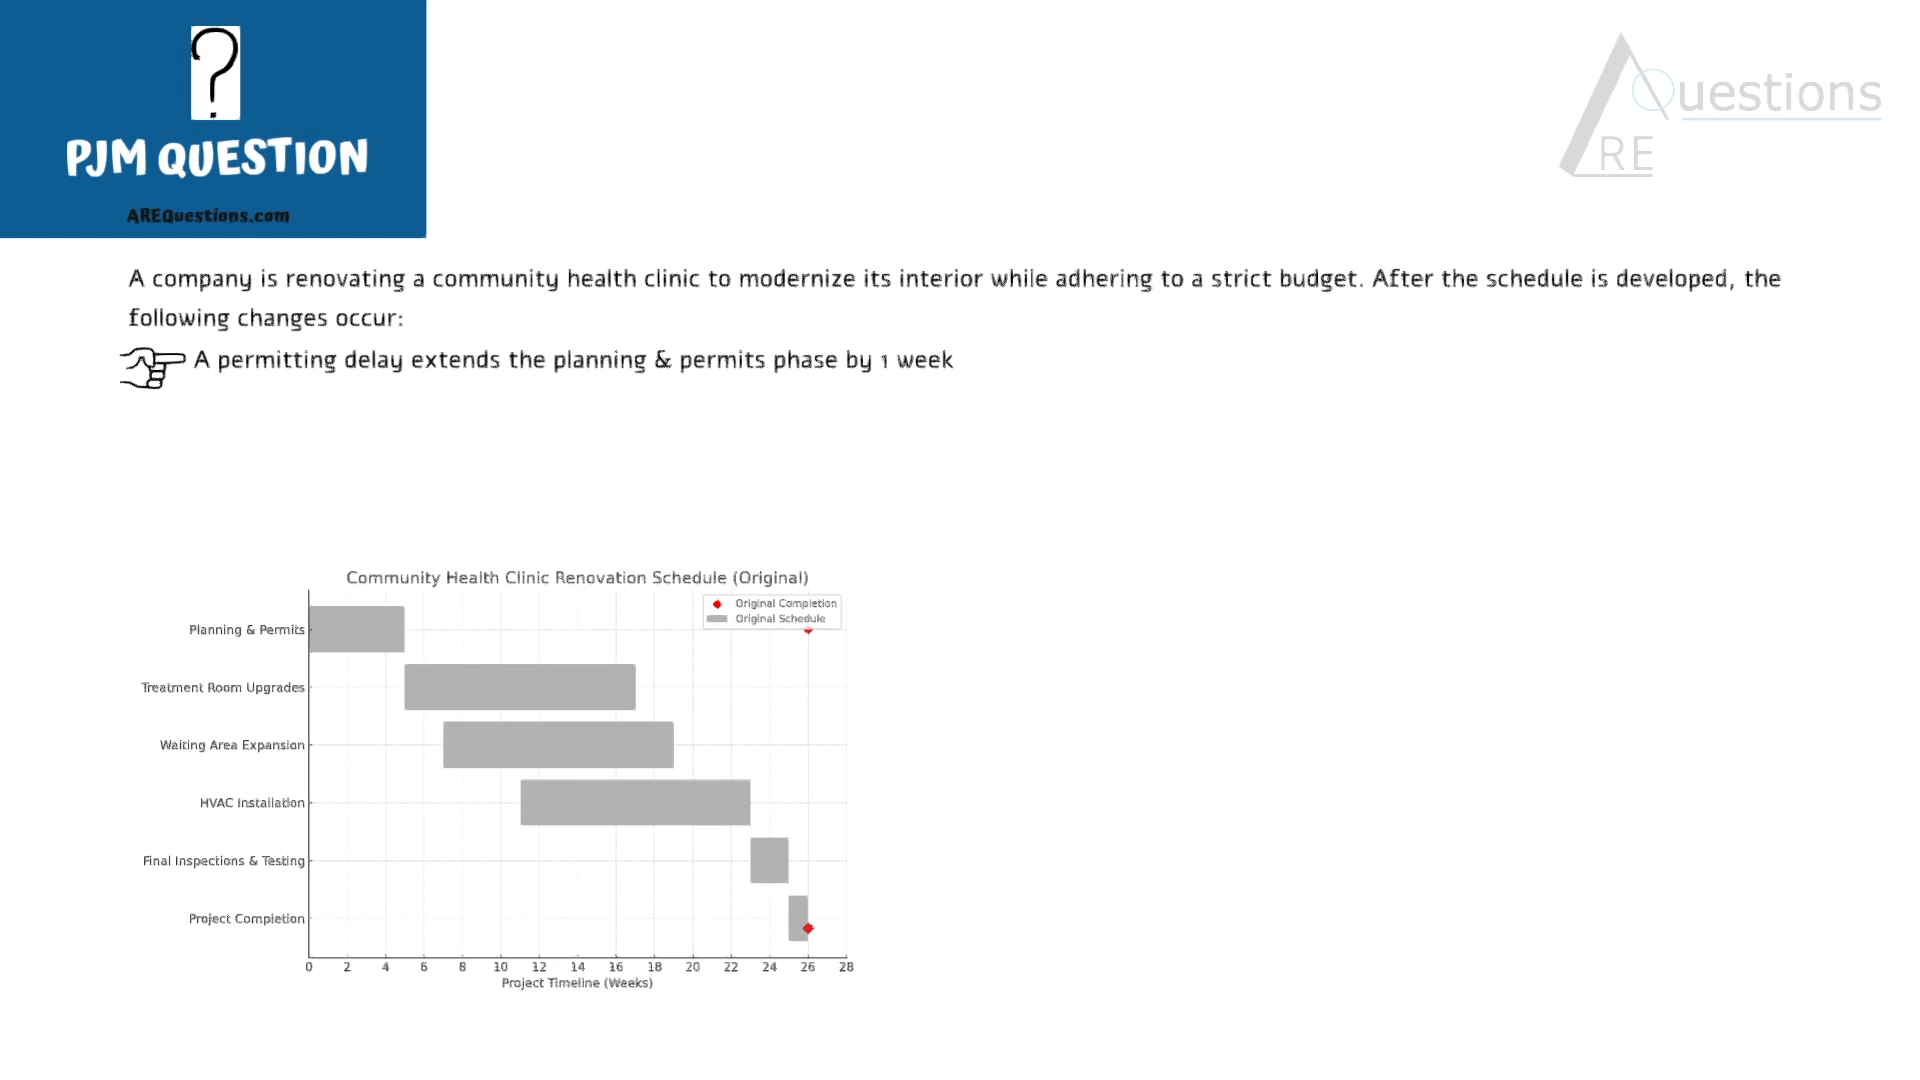 ?
PJM QUESTION
AREQuestions.com
Questions
ARE
A company is renovating a community health clinic to modernize its interior while adhering to a strict budget. After the schedule is developed, the
following changes occur:
A permitting delay extends the planning & permits phase by 1 week
Community Health Clinic Renovation Schedule (Original)
Original Completion
Original Schedule
Planning & Permits
Treatment Room Upgrades
Waiting Area Expansion
HVAC Installation
Final Inspections & Testing
Project Completion
0 2 4 6 8 10 12 14 16 18 20 22 24 26 28
Project Timeline (Weeks)